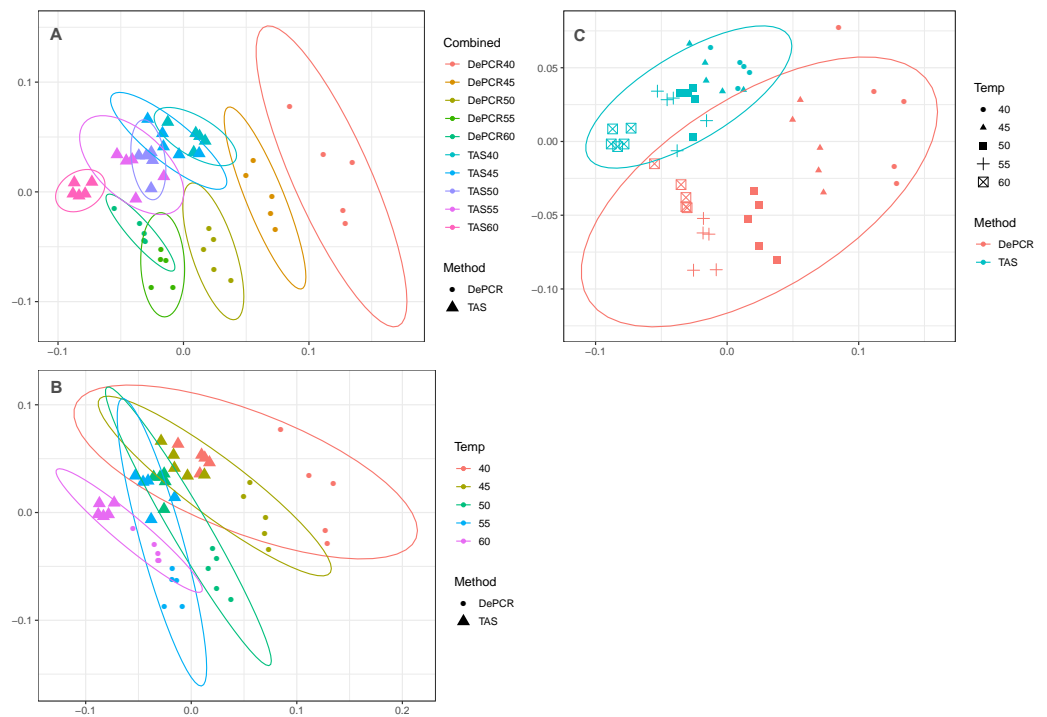 A
0.1
0.0
−0.1
−0.1
0.0
0.1
Combined
DePCR40
DePCR45
DePCR50
DePCR55
DePCR60
TAS40
TAS45
TAS50
TAS55
TAS60
Method
DePCR
TAS
C
0.05
0.00
−0.05
−0.10
−0.1
0.0
0.1
Temp
40
45
50
55
60
Method
DePCR
TAS
B
0.1
0.0
−0.1
−0.1
0.0
0.1
0.2
Temp
40
45
50
55
60
Method
DePCR
TAS